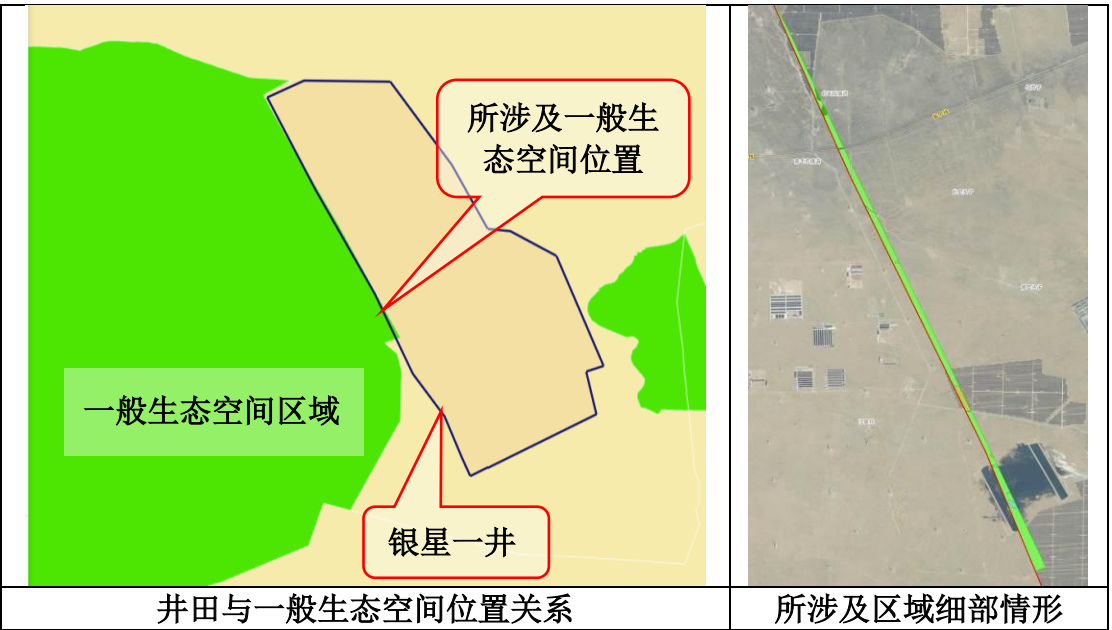 所涉及一般生
态空间位置
一般生态空间区域
银星一井
井田与一般生态空间位置关系
所涉及区域细部情形